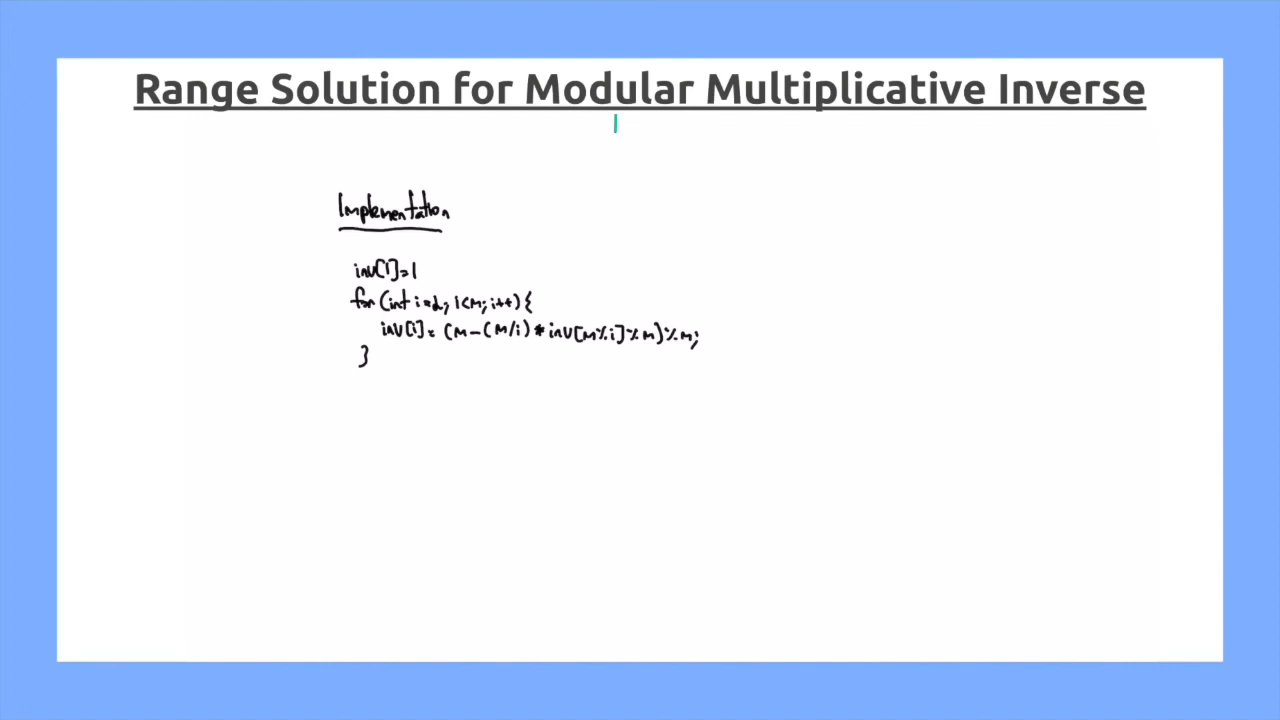 Range Solution for Modular Multiplicative Inverse
Implementation
inv[1]=1
for (int i=2; i<m; i++) {
inv[i]= (m-(m/i) * inv[m%i]%m)%m;
}